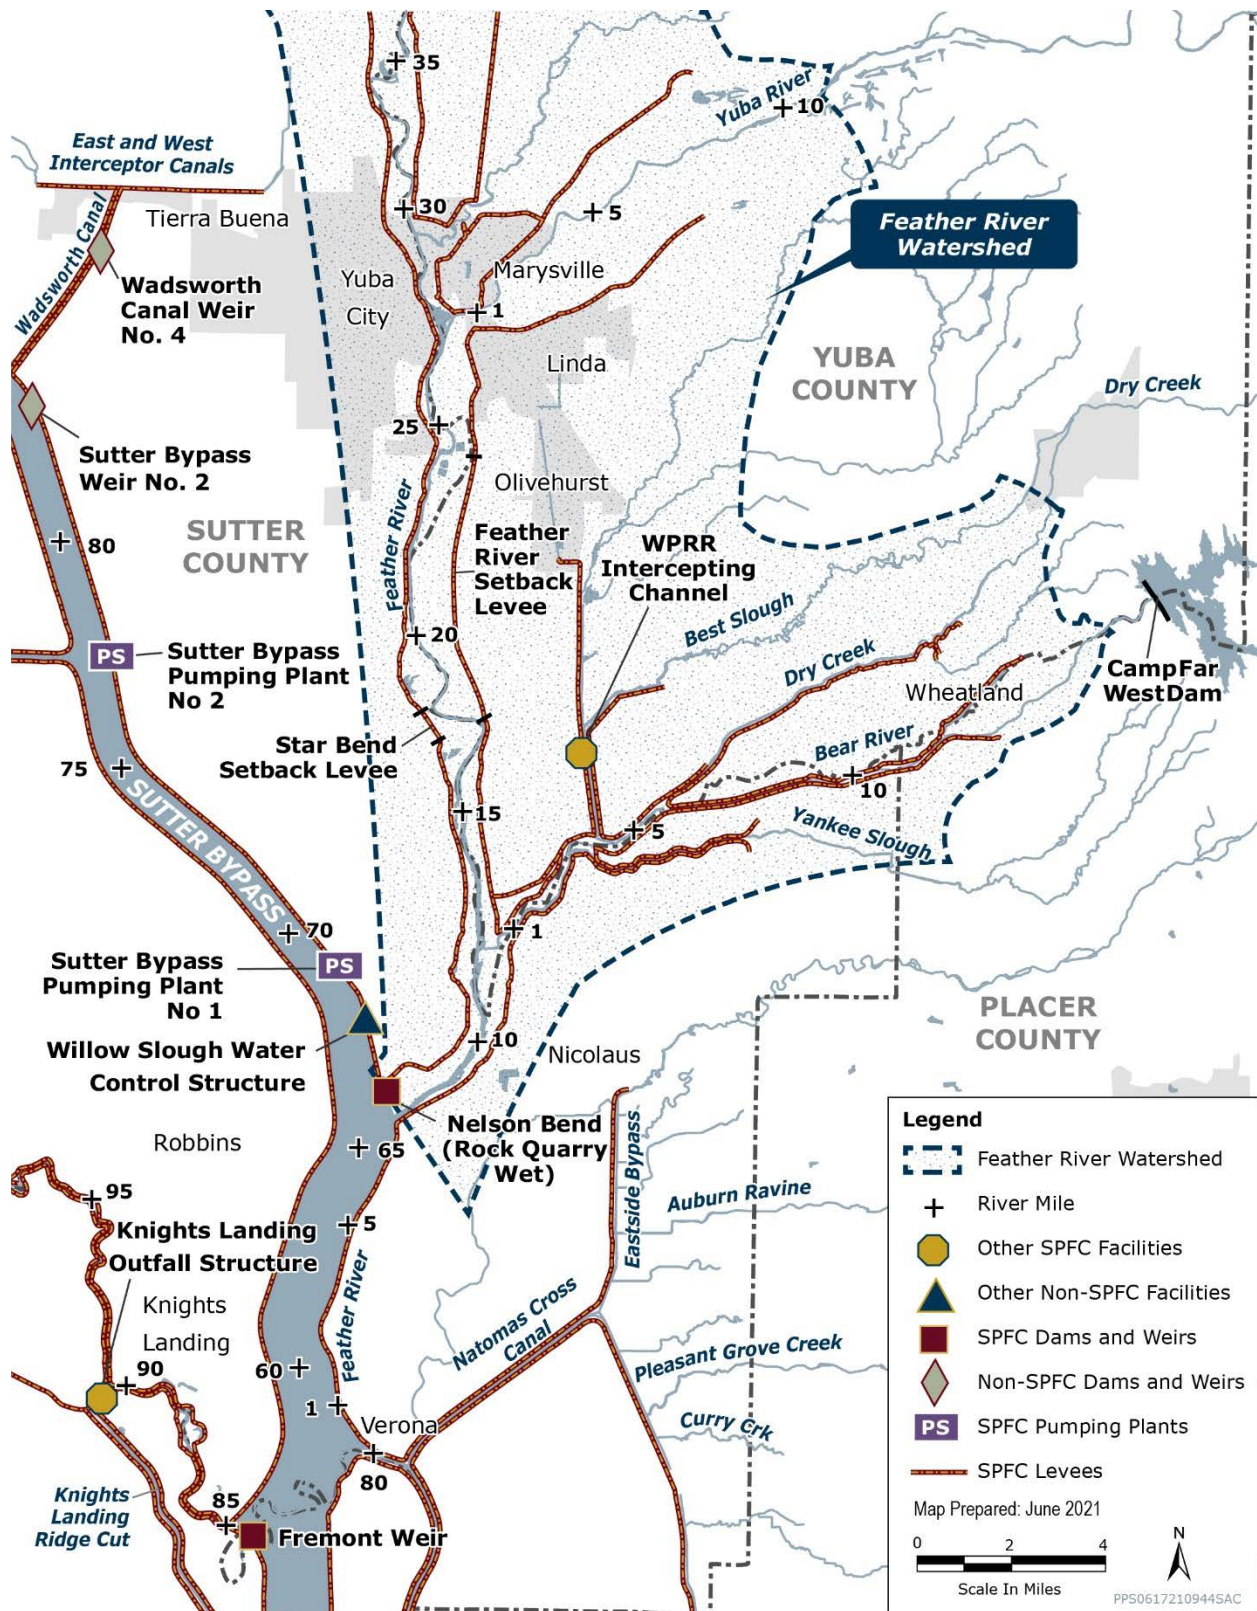 35
Yuba River
10
East and West
Interceptor Canals
Tierra Buena
30
5
Feather River
Watershed
Wadsworth Canal
Wadsworth
Canal Weir
No. 4
Yuba
City
Marysville
1
Linda
YUBA
COUNTY
Dry Creek
25
Sutter Bypass
Weir No. 2
Olivehurst
Feather River
SUTTER
COUNTY
80
Feather
River
Setback
Levee
WPRR
Intercepting
Channel
Best Slough
20
PS
Sutter Bypass
Pumping Plant
No 2
Dry Creek
Wheatland
CampFar
WestDam
Star Bend
Setback Levee
Bear River
75
10
15
5
Yankee Slough
SUTTER BYPASS
70
1
Sutter Bypass
Pumping Plant
No 1
PS
PLACER
COUNTY
Willow Slough Water
Control Structure
10
Nicolaus
Nelson Bend
(Rock Quarry
Wet)
Robbins
65
Eastside Bypass
95
Auburn Ravine
5
Knights Landing
Outfall Structure
Feather River
Knights
Landing
Natomas Cross
Canal
90
60
Pleasant Grove Creek
1
Verona
Curry Crk
80
Knights
Landing
Ridge Cut
85
Fremont Weir
Legend
Feather River Watershed
River Mile
Other SPFC Facilities
Other Non-SPFC Facilities
SPFC Dams and Weirs
Non-SPFC Dams and Weirs
PS SPFC Pumping Plants
SPFC Levees
Map Prepared: June 2021
0 2 4
Scale In Miles
N
PPS0617210944SAC